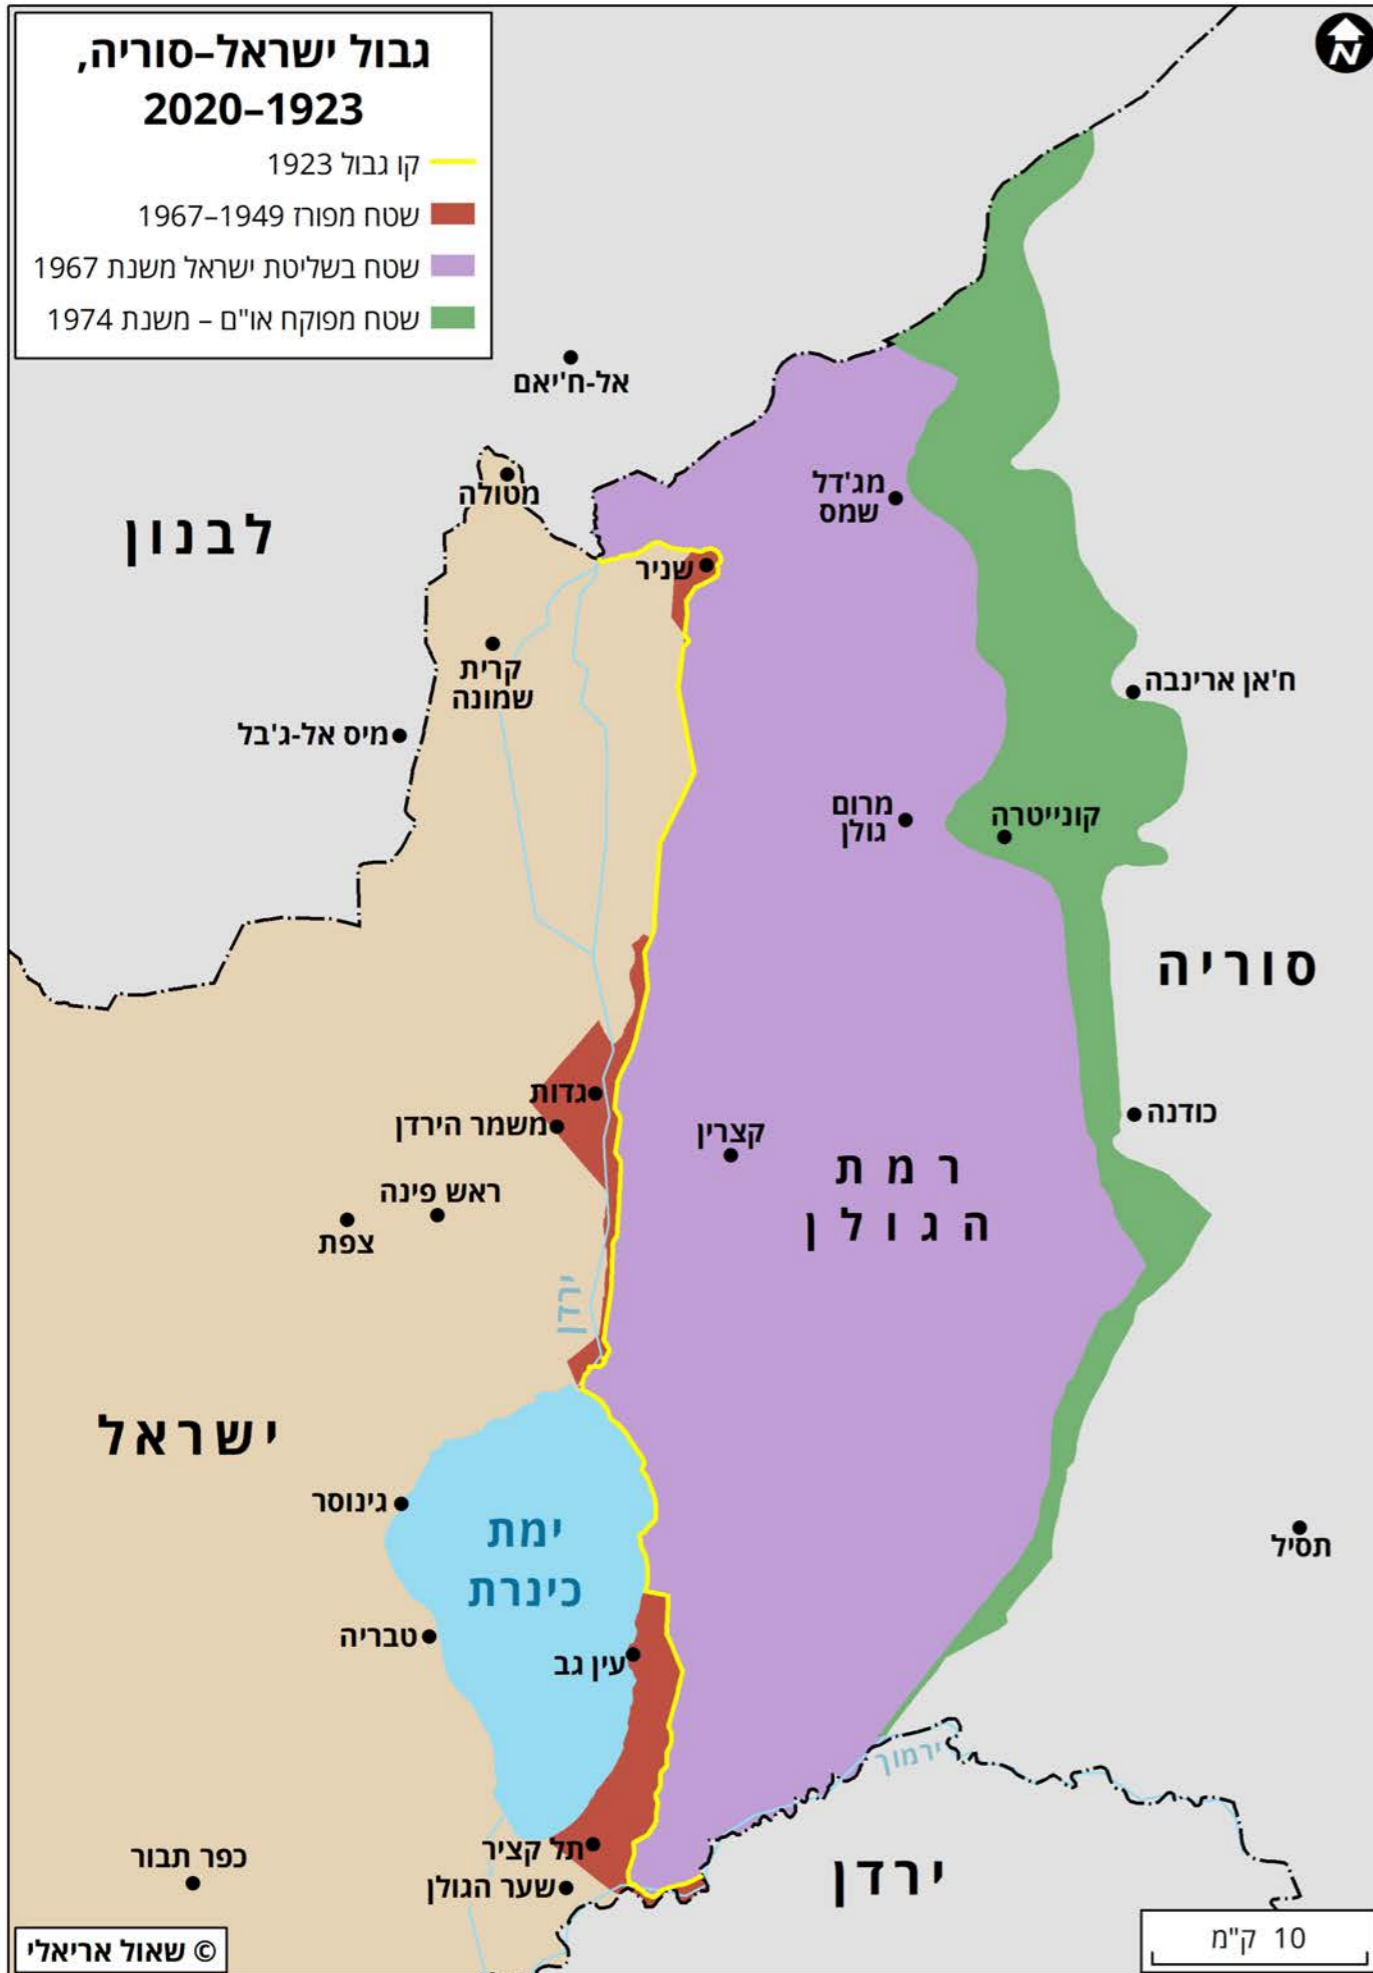 גבול ישראל–סוריה,
2020–1923
קו גבול 1923
שטח מפורז 1949–1967
שטח בשליטת ישראל משנת 1967
שטח מפוקח או"ם – משנת 1974
N
אל-ח'יאם
מטולה
לבנון
מג'דל
שמס
שניר
קרית
שמונה
ח'אן ארינבה
מיס אל-ג'בל
מרום
גולן
קונייטרה
סוריה
גדות
משמר הירדן
כודנה
קצרין
רמת
הגולן
ראש פינה
צפת
ירדן
ישראל
גינוסר
ימת
כינרת
תסיל
טבריה
עין גב
ירמוך
תל קציר
כפר תבור
שער הגולן
ירדן
© שאול אריאלי
10 ק"מ